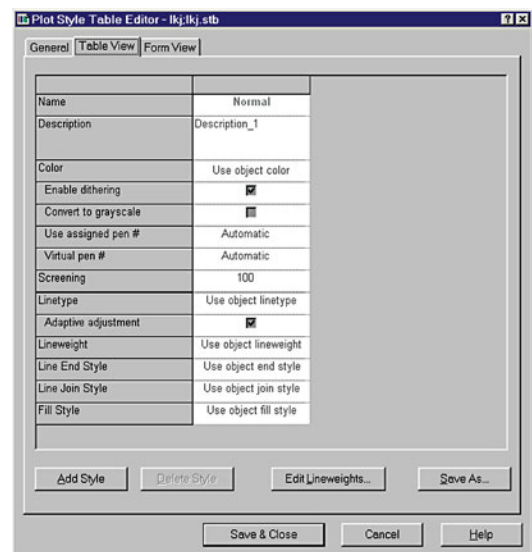 Plot Style Table Editor - lkj;lkj.stb
General Table View Form View
Name Normal
Description Description_1
Color Use object color
Enable dithering
Convert to grayscale
Use assigned pen # Automatic
Virtual pen # Automatic
Screening 100
Linetype Use object linetype
Adaptive adjustment
Lineweight Use object lineweight
Line End Style Use object end style
Line Join Style Use object join style
Fill Style Use object fill style
Add Style Delete Style Edit Lineweights... Save As...
Save & Close Cancel Help